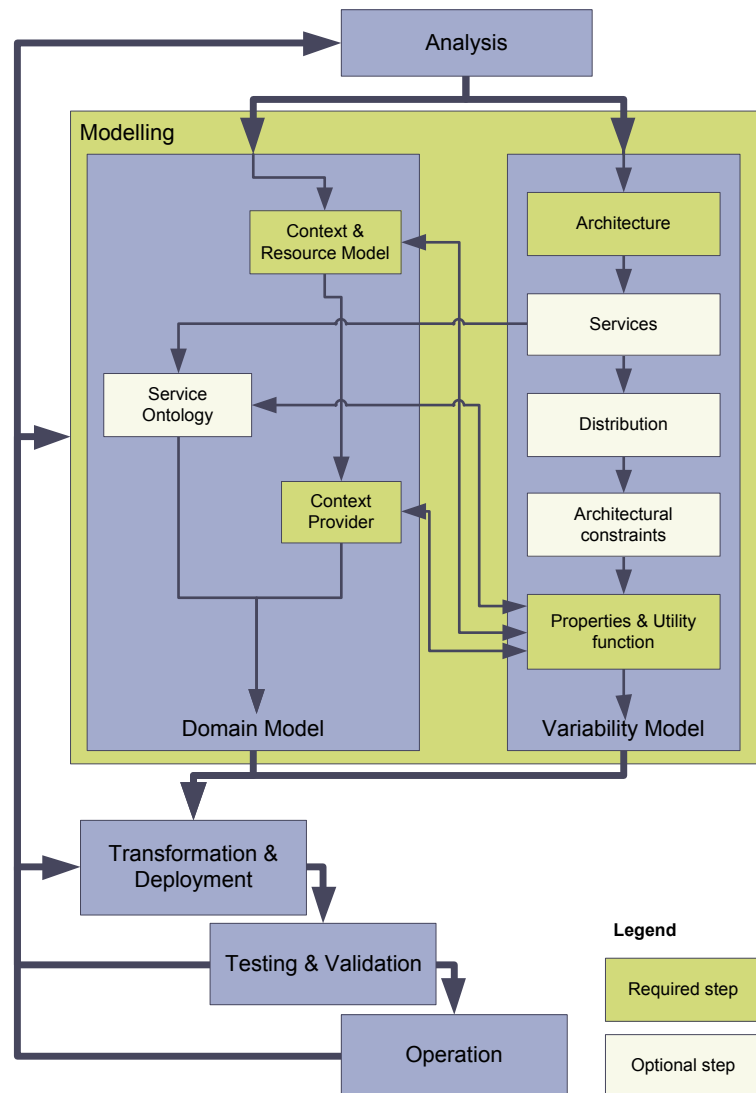 Analysis
Modelling
Context &
Resource Model
Architecture
Services
Service
Ontology
Distribution
Context
Provider
Architectural
constraints
Properties & Utility
function
Domain Model
Variability Model
Transformation &
Deployment
Testing & Validation
Operation
Legend
Required step
Optional step